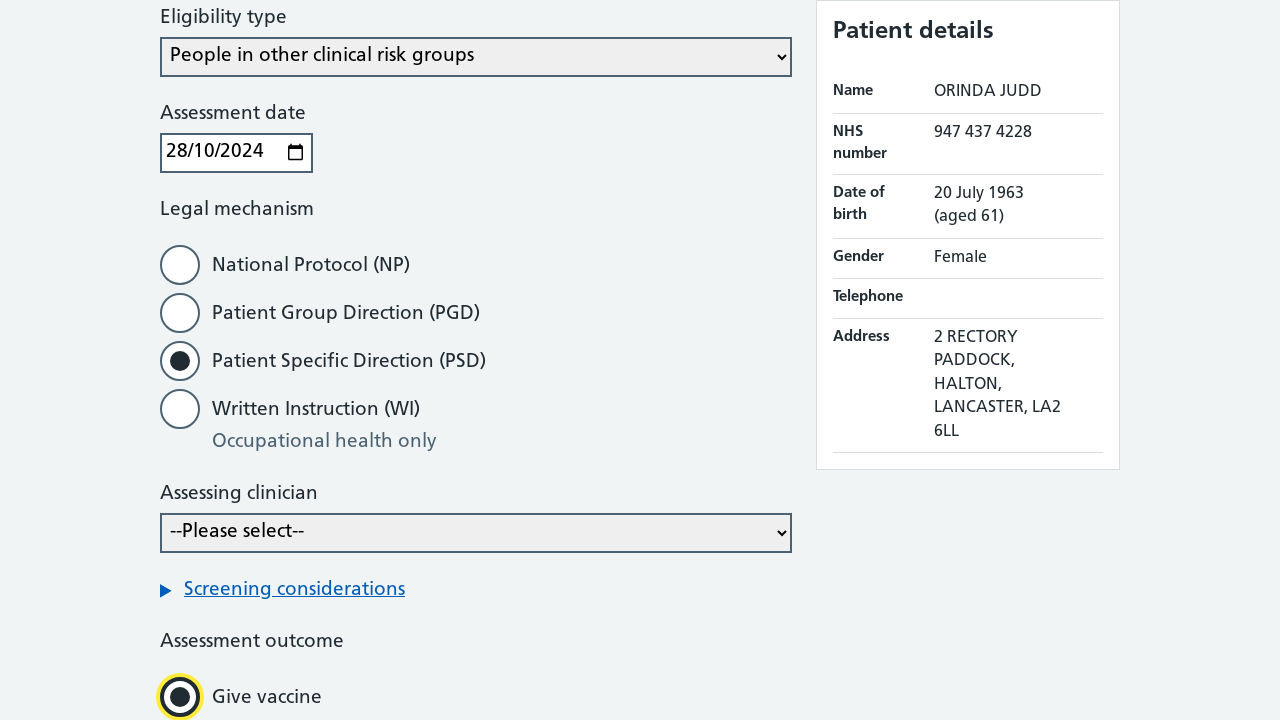 Eligibility type
People in other clinical risk groups
Assessment date
28/10/2024
Legal mechanism
National Protocol (NP)
Patient Group Direction (PGD)
Patient Specific Direction (PSD)
Written Instruction (WI)
Occupational health only
Assessing clinician
--Please select--
Screening considerations
Assessment outcome
Give vaccine
Patient details
Name ORINDA JUDD
NHS number 947 437 4228
Date of birth 20 July 1963
(aged 61)
Gender Female
Telephone
Address 2 RECTORY
PADDOCK,
HALTON,
LANCASTER, LA2
6LL